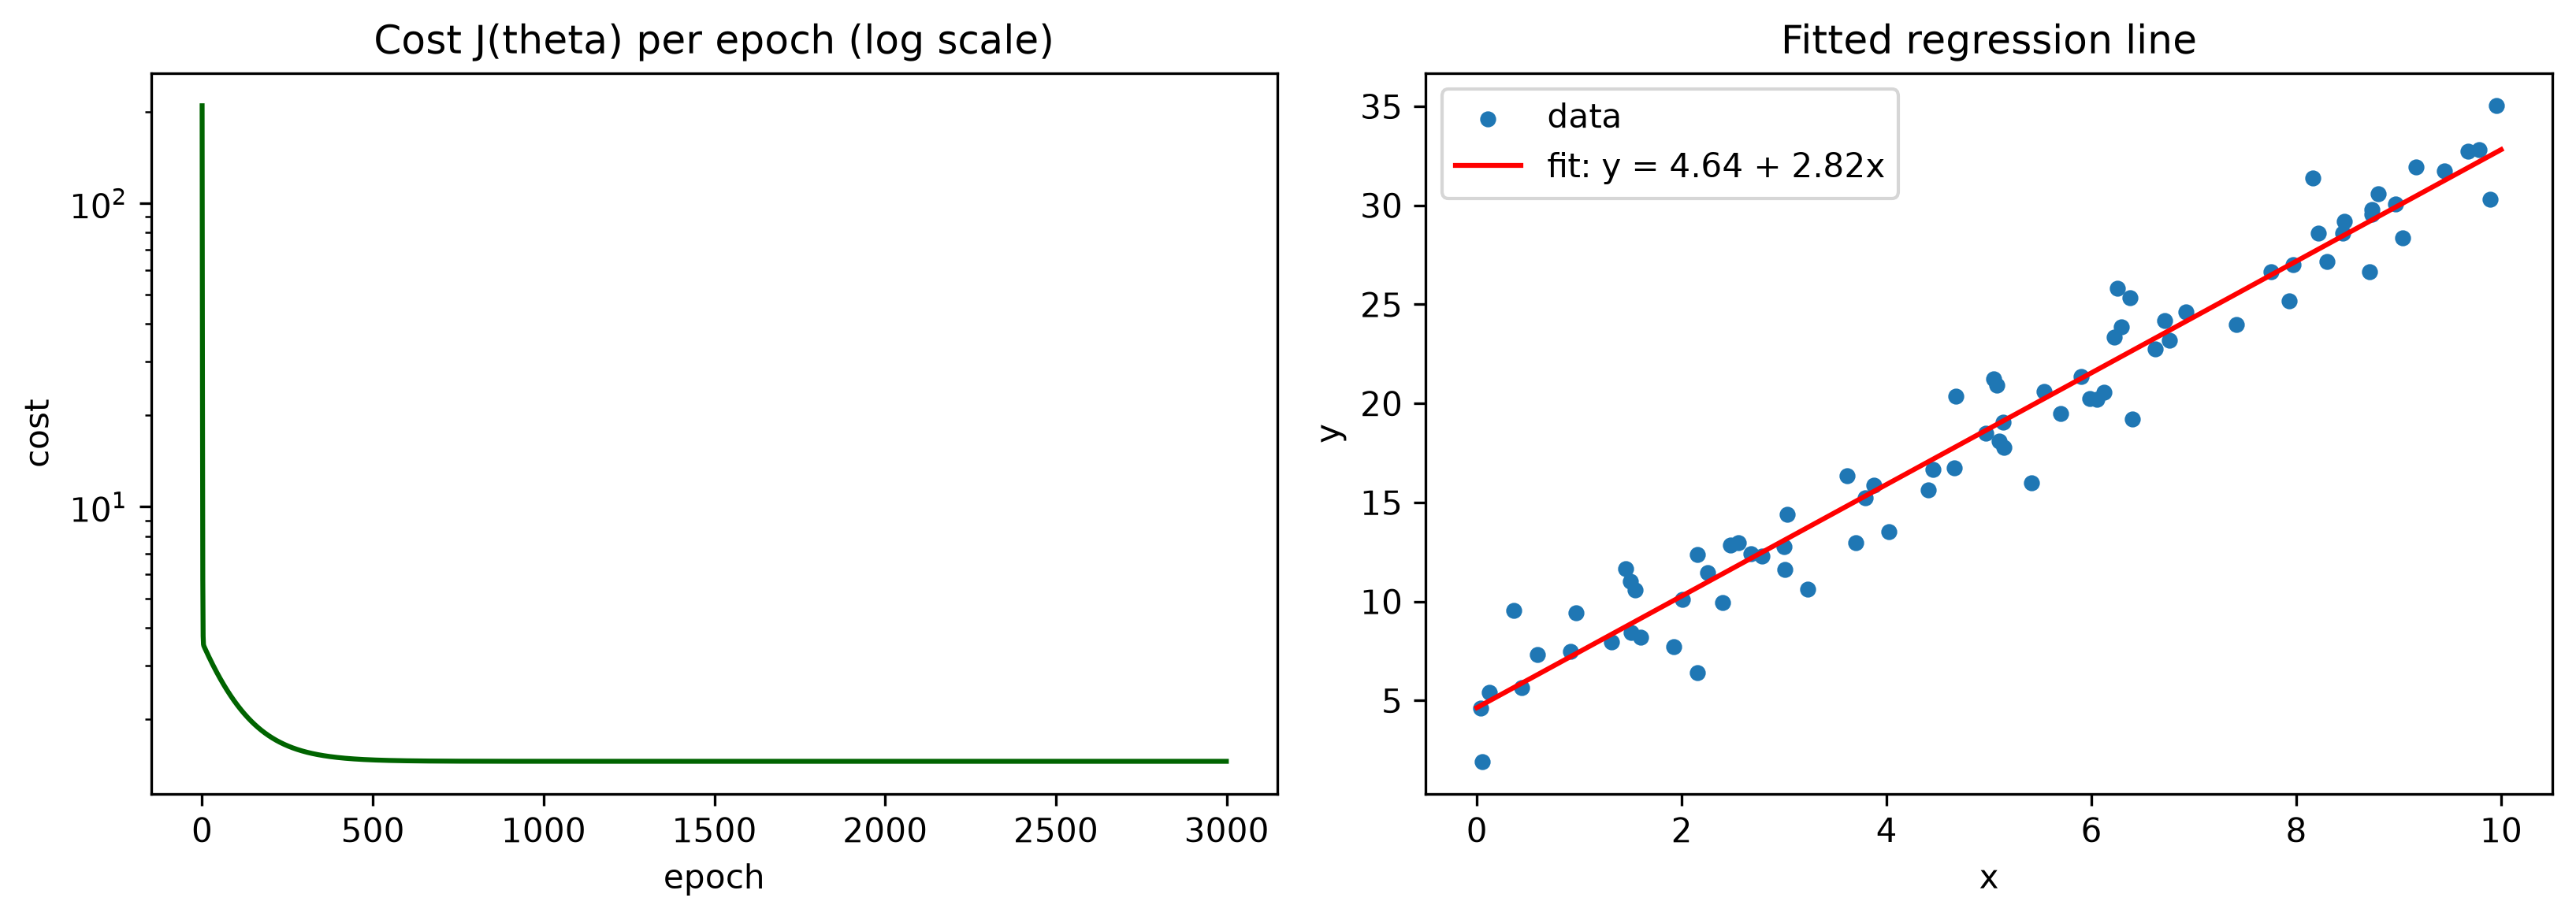 Cost J(theta) per epoch (log scale)
cost
10²
10¹
0 500 1000 1500 2000 2500 3000
epoch
Fitted regression line
data
fit: y = 4.64 + 2.82x
y
35
30
25
20
15
10
5
0 2 4 6 8 10
x